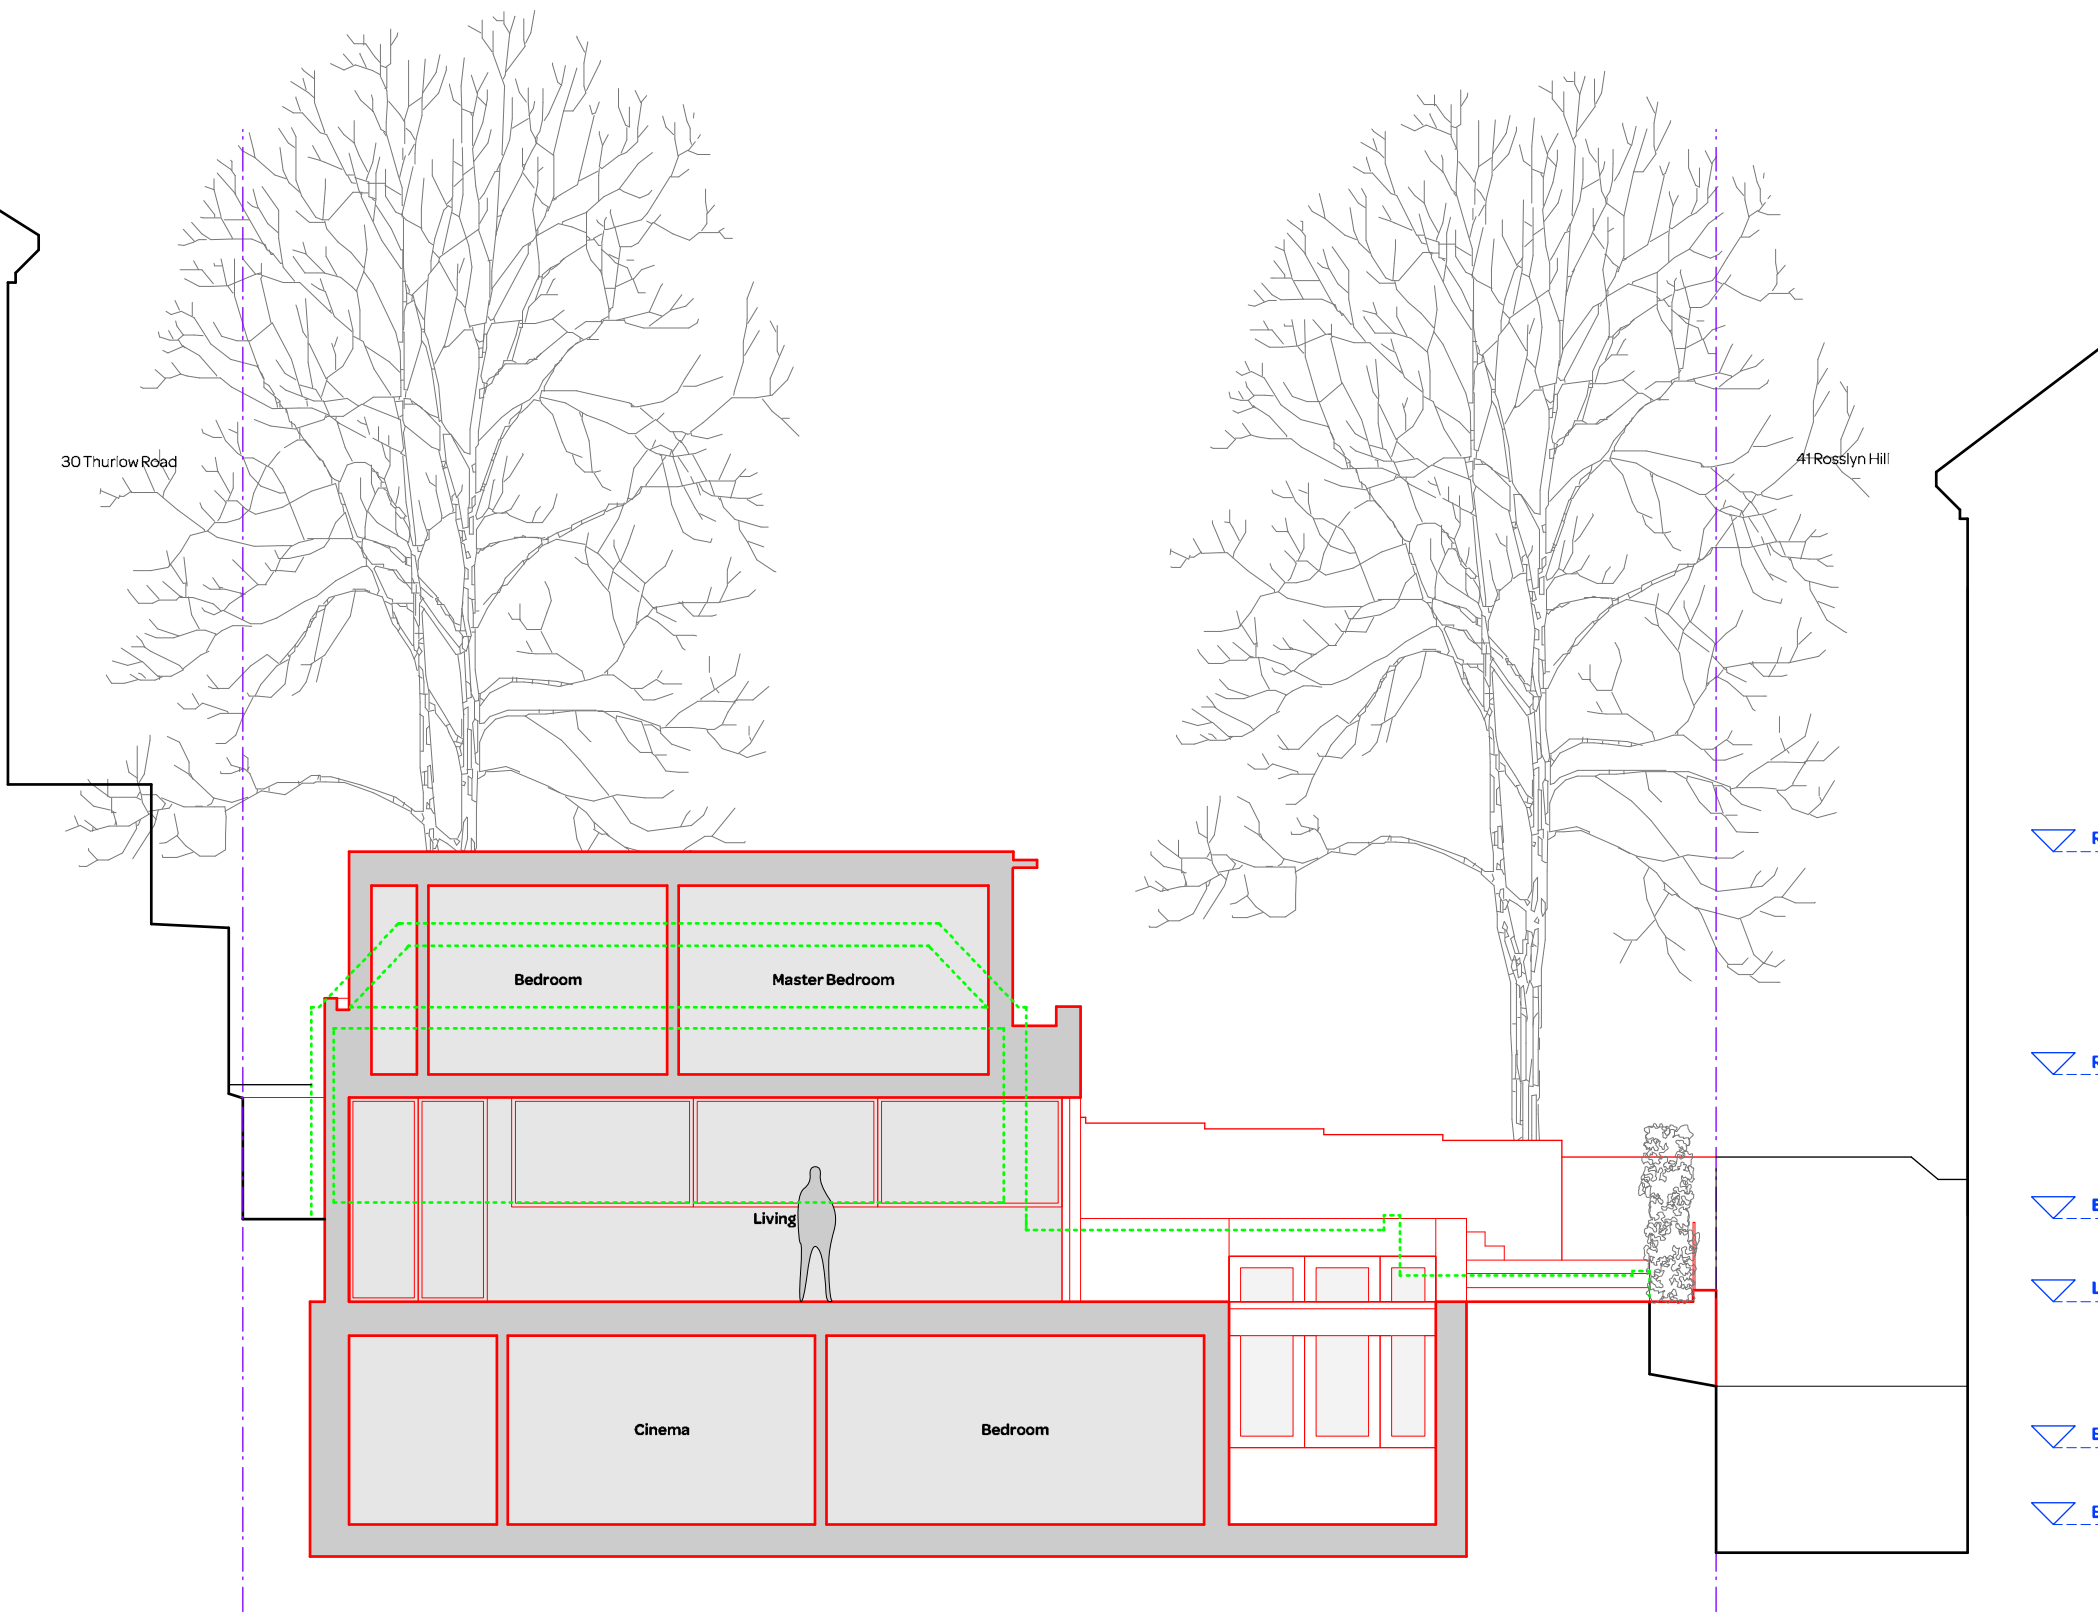 30 Thurlow Road
41 Rosslyn Hill
Bedroom
Master Bedroom
Living
Cinema
Bedroom